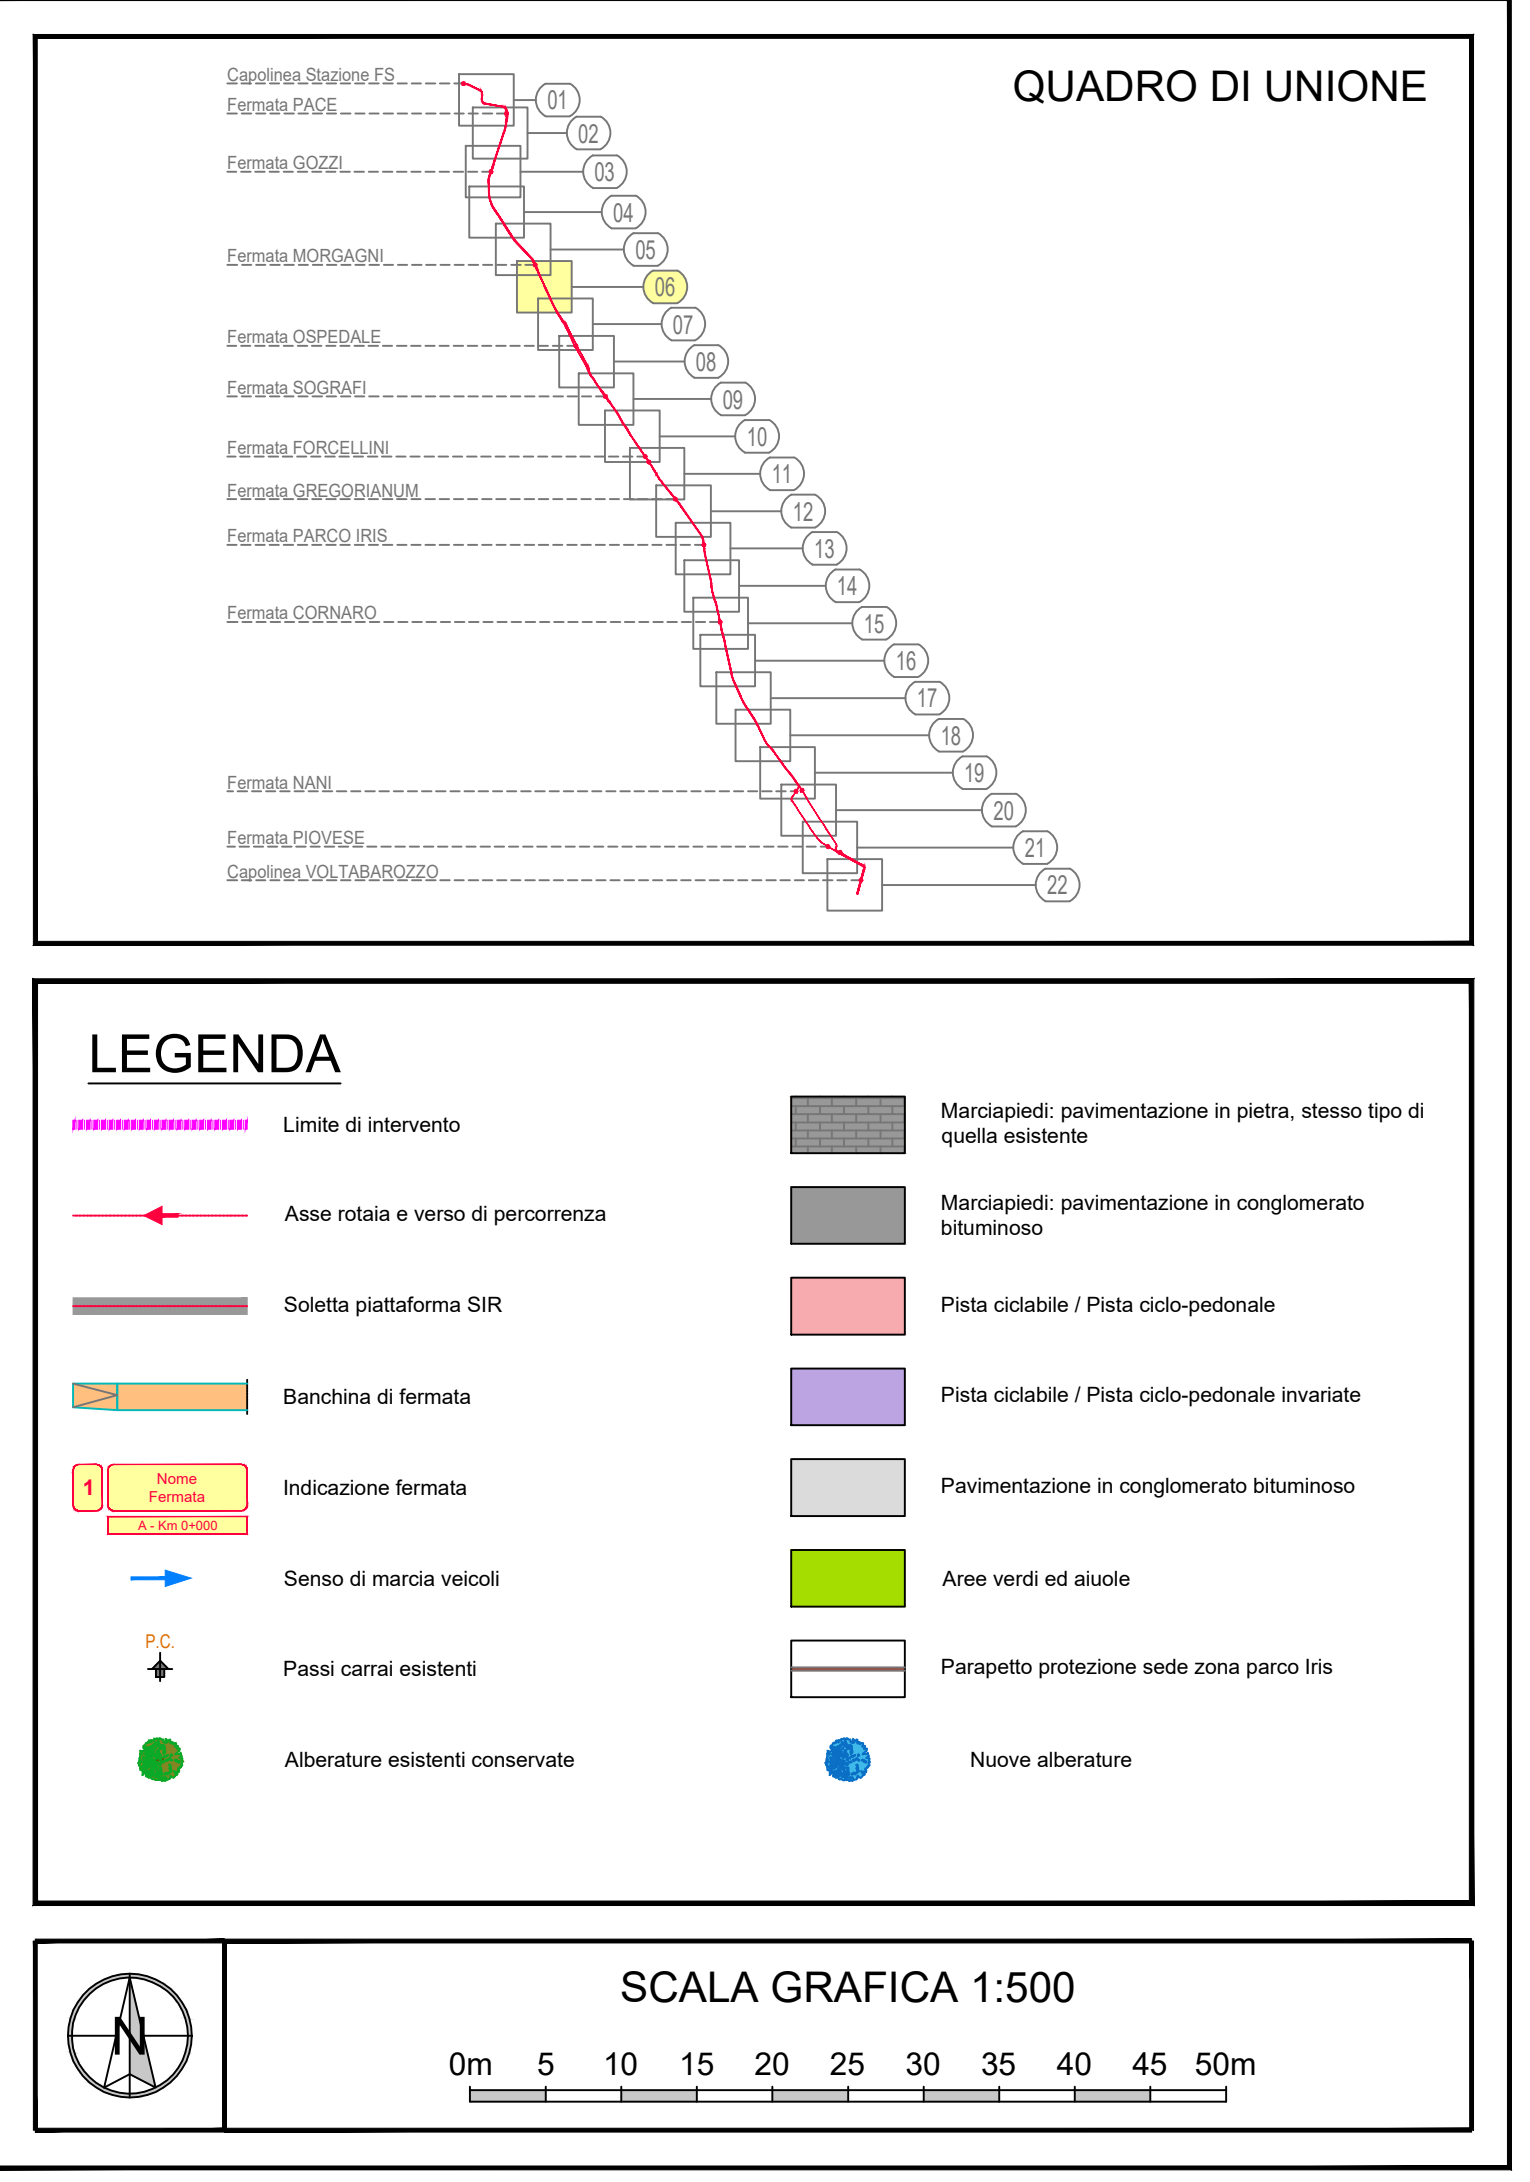 QUADRO DI UNIONE
Capolinea Stazione FS
01
Fermata PACE
02
Fermata GOZZI
03
04
05
Fermata MORGAGNI
06
07
Fermata OSPEDALE
08
Fermata SOGRAFI
09
10
Fermata FORCELLINI
11
Fermata GREGORIANUM
12
Fermata PARCO IRIS
13
14
Fermata CORNARO
15
16
17
18
19
Fermata NANI
20
Fermata PIOVESE
21
Capolinea VOLTABAROZZO
22
LEGENDA
Limite di intervento
Asse rotaia e verso di percorrenza
Soletta piattaforma SIR
Banchina di fermata
1
Nome
Fermata
A - Km 0+000
Indicazione fermata
Senso di marcia veicoli
P.C.
Passi carrai esistenti
Alberature esistenti conservate
Marciapiedi: pavimentazione in pietra, stesso tipo di
quella esistente
Marciapiedi: pavimentazione in conglomerato
bituminoso
Pista ciclabile / Pista ciclo-pedonale
Pista ciclabile / Pista ciclo-pedonale invariate
Pavimentazione in conglomerato bituminoso
Aree verdi ed aiuole
Parapetto protezione sede zona parco Iris
Nuove alberature
N
SCALA GRAFICA 1:500
0m 5 10 15 20 25 30 35 40 45 50m